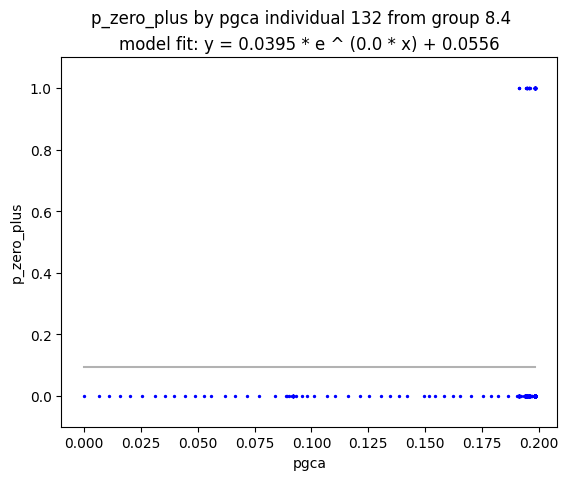 p_zero_plus by pgca individual 132 from group 8.4
model fit: y = 0.0395 * e ^ (0.0 * x) + 0.0556
1.0
0.8
0.6
0.4
0.2
0.0
p_zero_plus
0.000 0.025 0.050 0.075 0.100 0.125 0.150 0.175 0.200
pgca